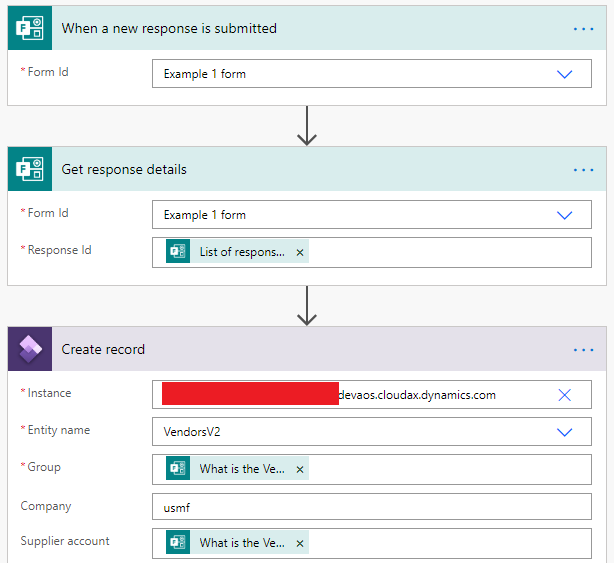 When a new response is submitted
* Form Id
Example 1 form
Get response details
* Form Id
Example 1 form
* Response Id
List of respons... ×
Create record
* Instance
devaos.cloudax.dynamics.com
* Entity name
VendorsV2
* Group
What is the Ve... ×
Company
usmf
Supplier account
What is the Ve... ×